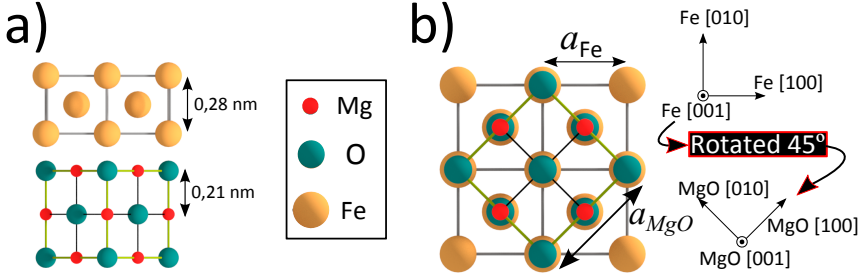 a)
0,28 nm
0,21 nm
Mg
O
Fe
b)
aFe
aMgO
Fe [010]
Fe [100]
Fe [001]
Rotated 45º
MgO [010]
MgO [100]
MgO [001]